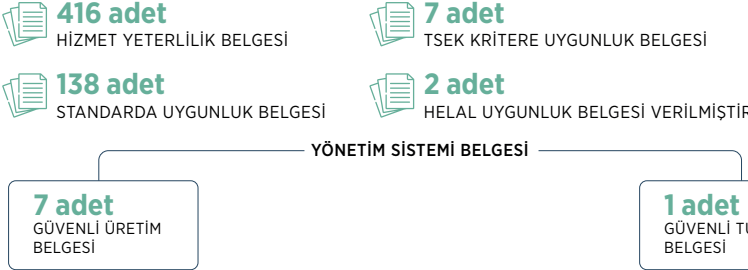 416 adet
HİZMET YETERLİLİK BELGESİ
7 adet
TSEK KRİTERE UYGUNLUK BELGESİ
138 adet
STANDARDA UYGUNLUK BELGESİ
2 adet
HELAL UYGUNLUK BELGESİ VERİLMİŞTİR
YÖNETİM SİSTEMİ BELGESİ
7 adet
GÜVENLİ ÜRETİM
BELGESİ
1 adet
GÜVENLİ
BELGESİ